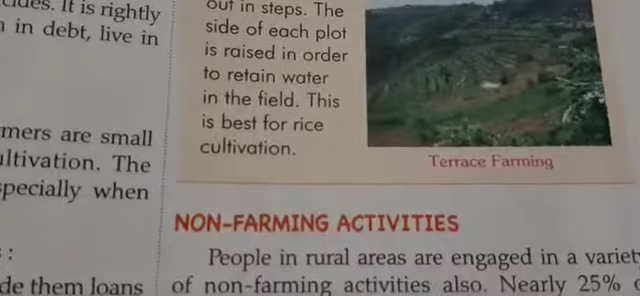 It is rightly
in debt, live in
mers are small
ltivation. The
specially when
:
de them loans
out in steps. The
side of each plot
is raised in order
to retain water
in the field. This
is best for rice
cultivation.
Terrace Farming
NON-FARMING ACTIVITIES
People in rural areas are engaged in a variet
of non-farming activities also. Nearly 25%